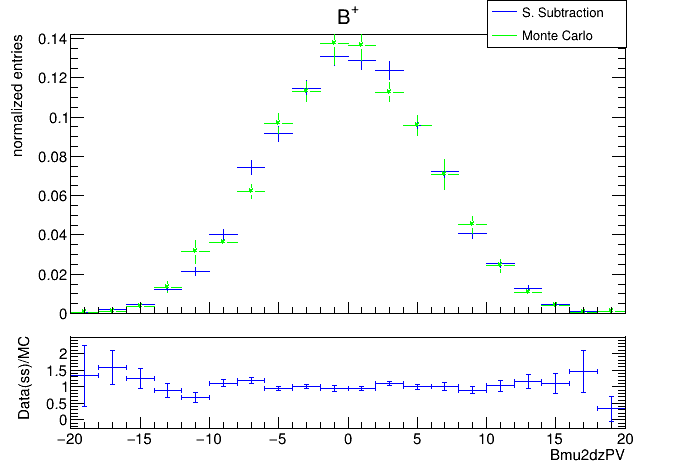 B+
S. Subtraction
Monte Carlo
normalized entries
0.14
0.12
0.1
0.08
0.06
0.04
0.02
0
Data(ss)/MC
2
1.5
1
0.5
0
−20 −15 −10 −5 0 5 10 15 20
Bmu2dzPV